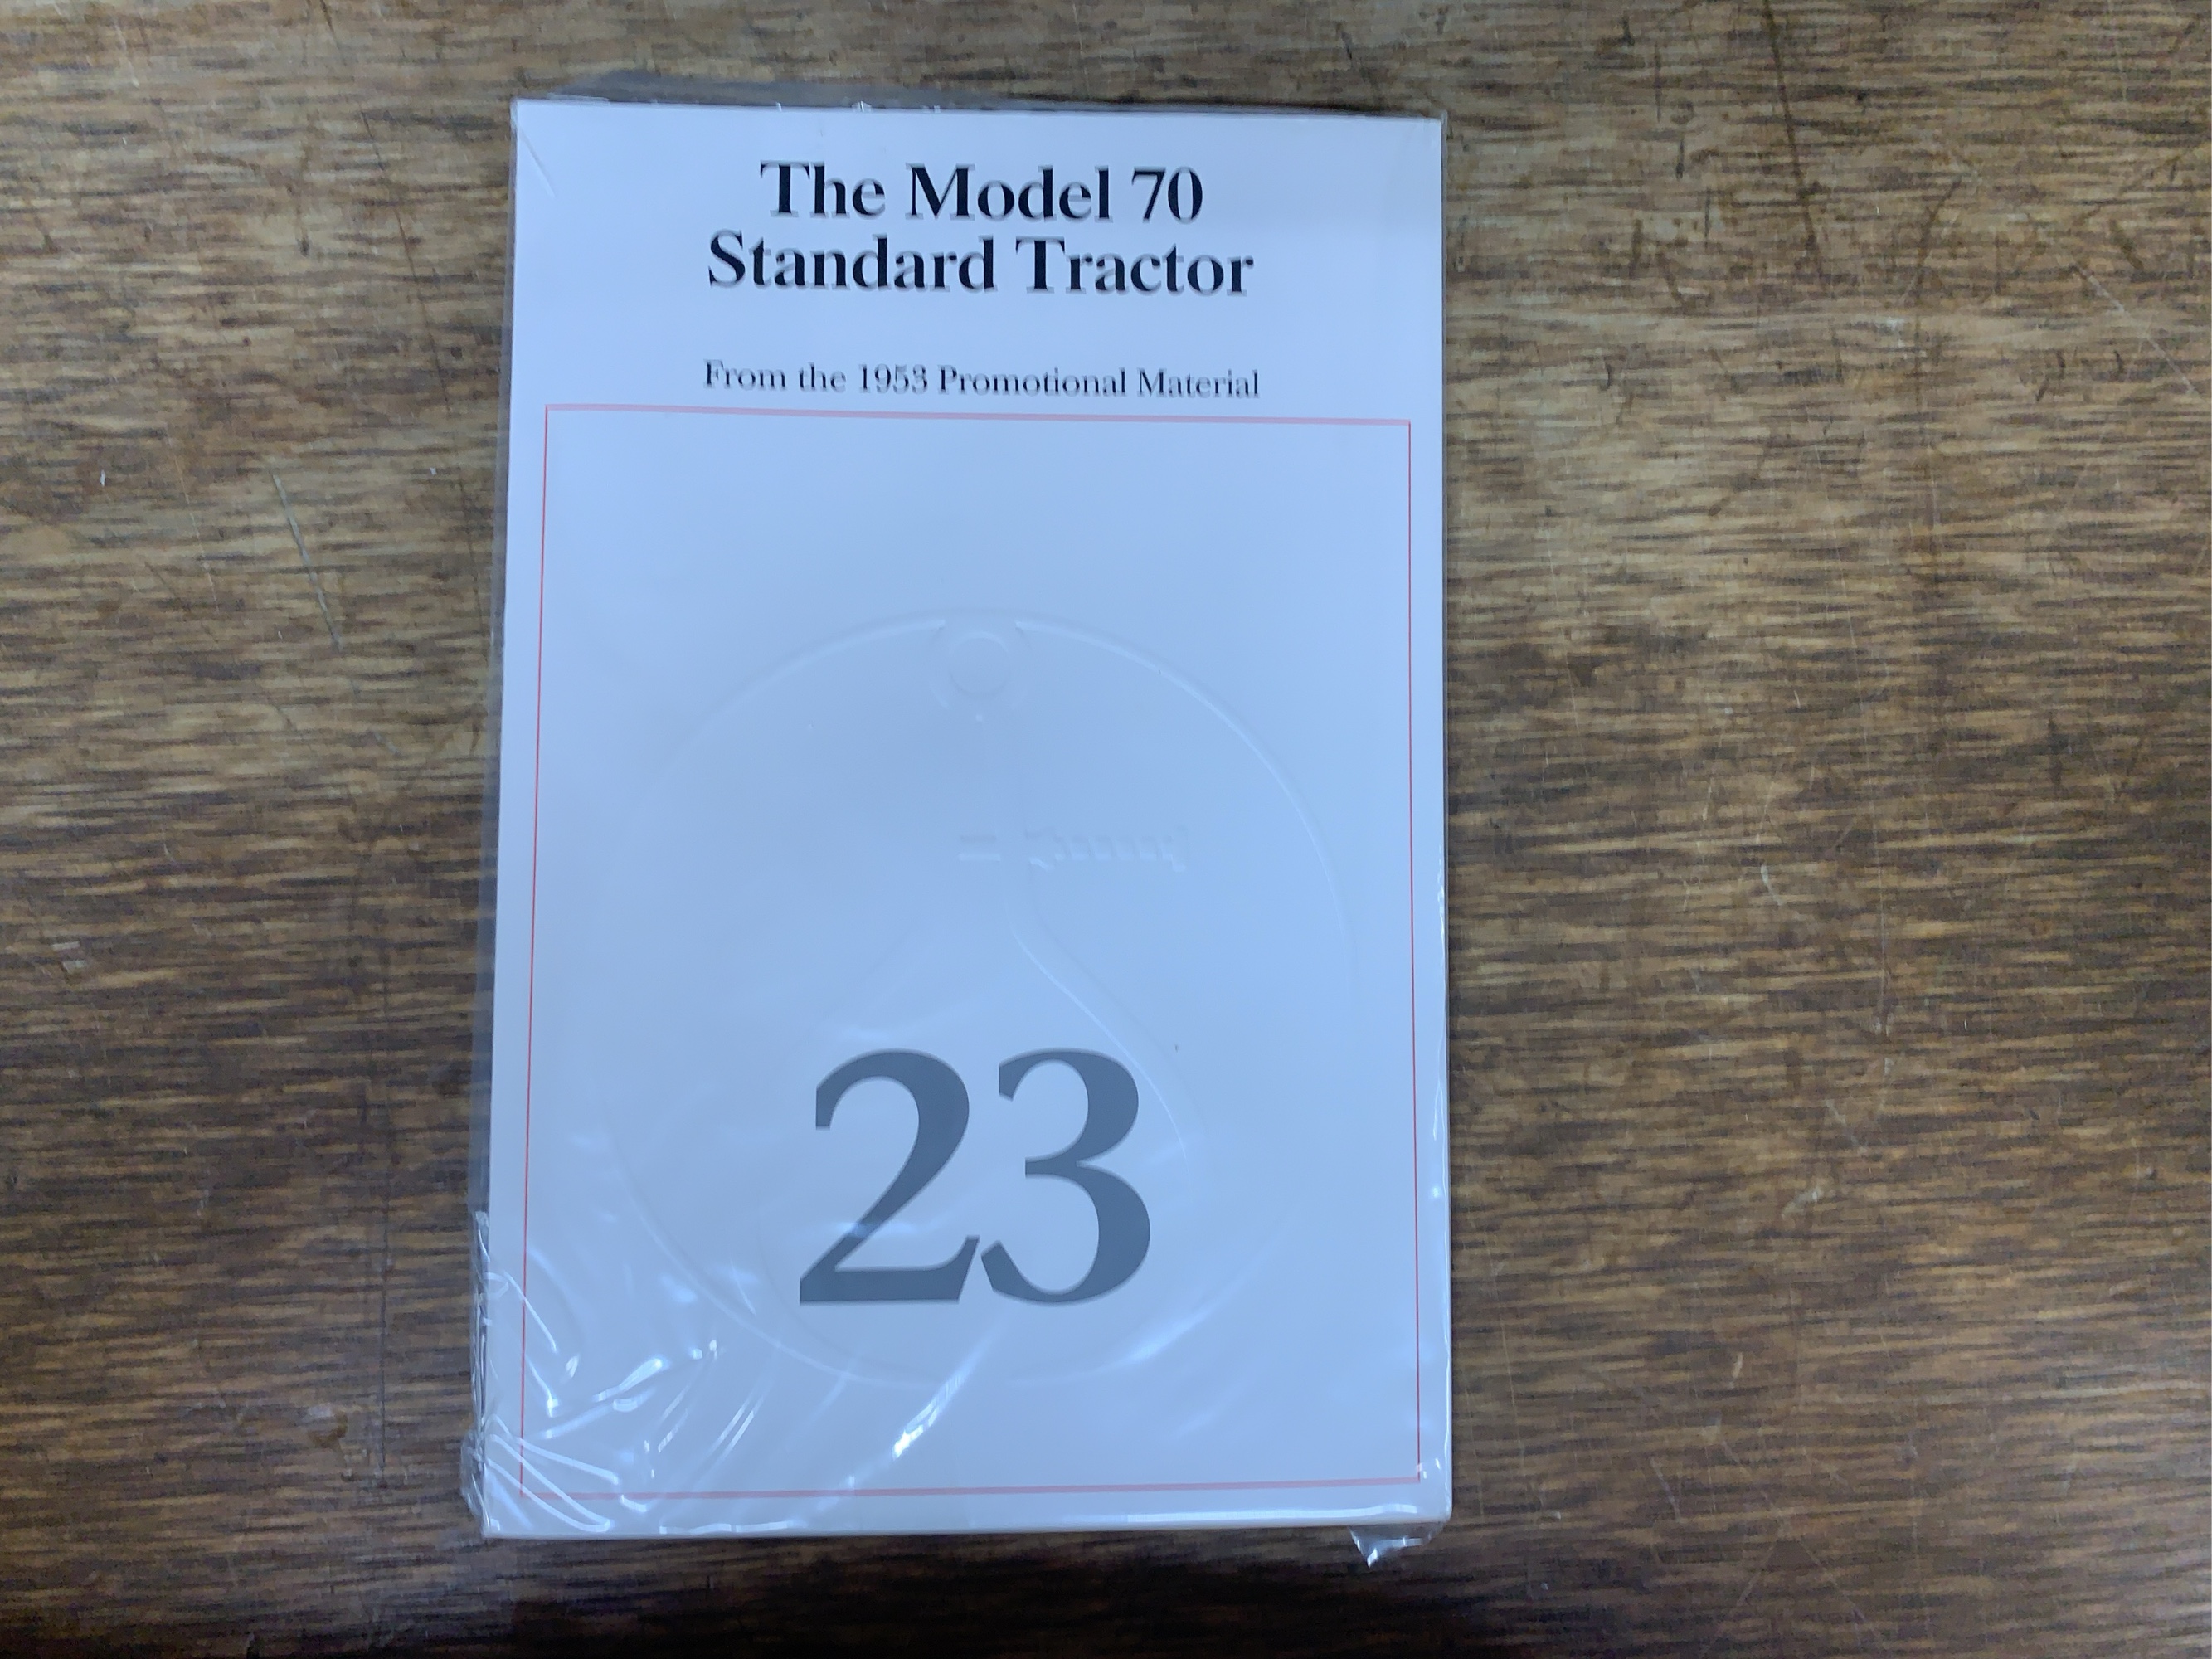 The Model 70
Standard Tractor
From the 1953 Promotional Material
23